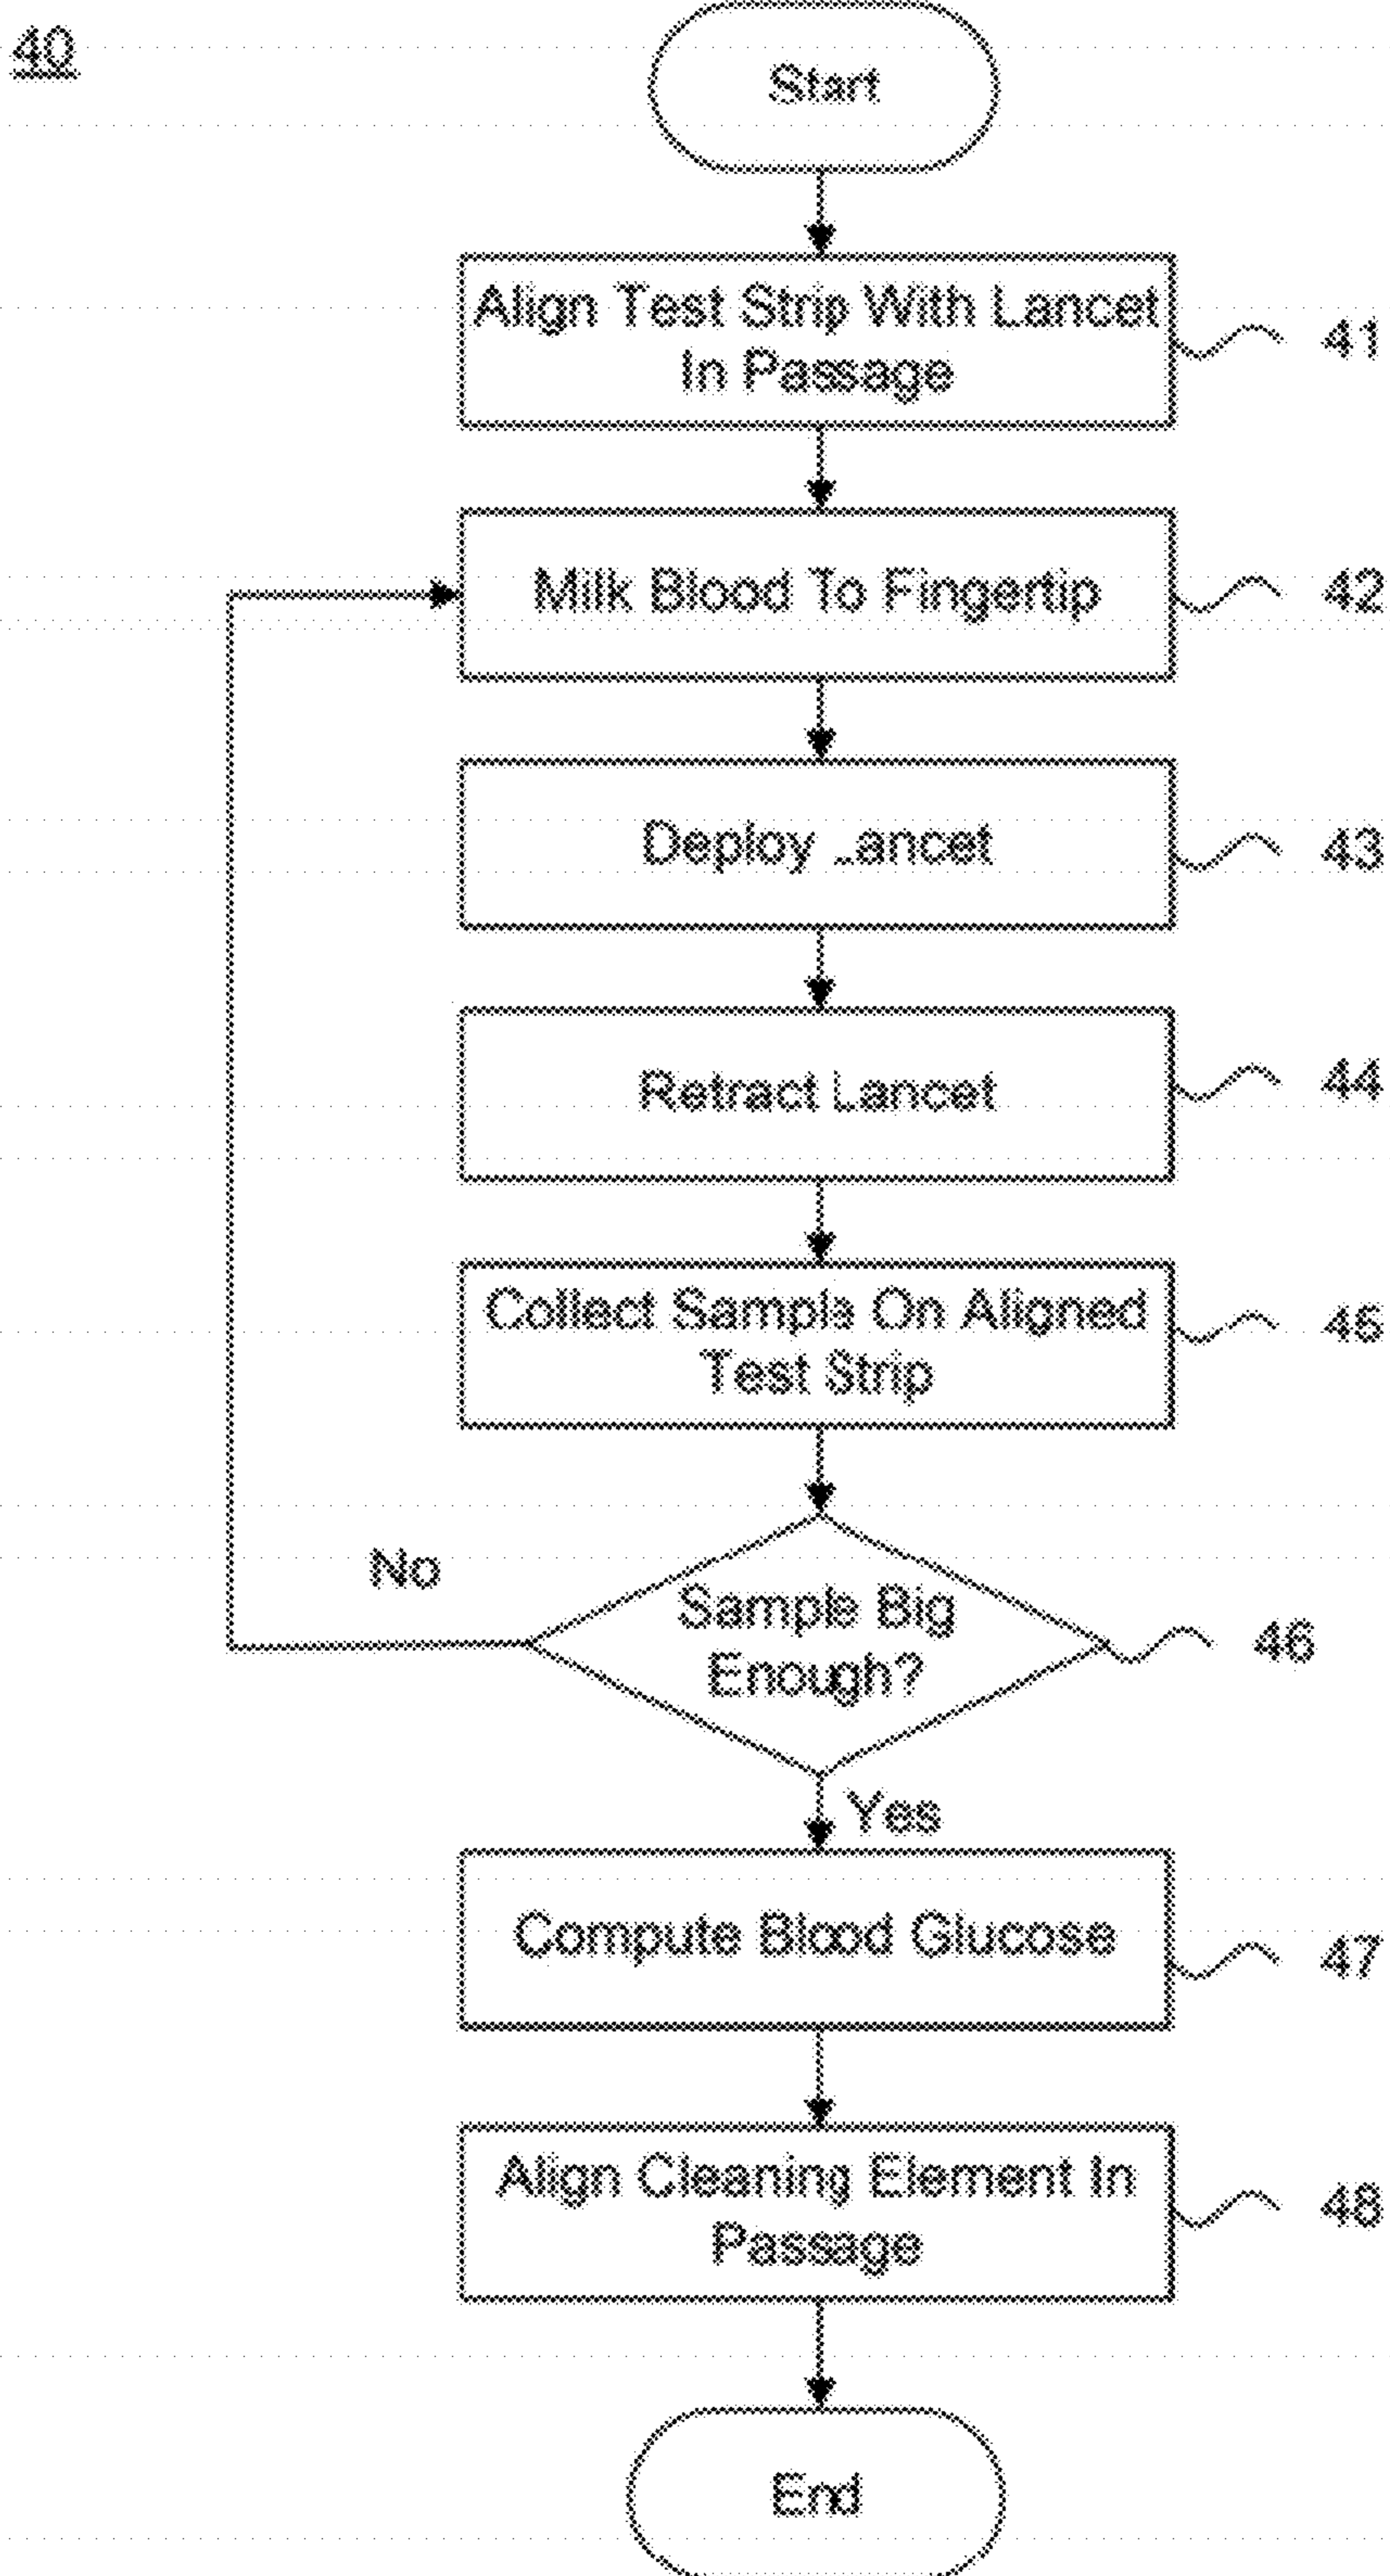 40
Start
Align Test Strip With Lancet
In Passage
41
Milk Blood To Fingertip
42
Deploy Lancet
43
Retract Lancet
44
Collect Sample On Aligned
Test Strip
45
No
Sample Big
Enough?
46
Yes
Compute Blood Glucose
47
Align Cleaning Element In
Passage
48
End